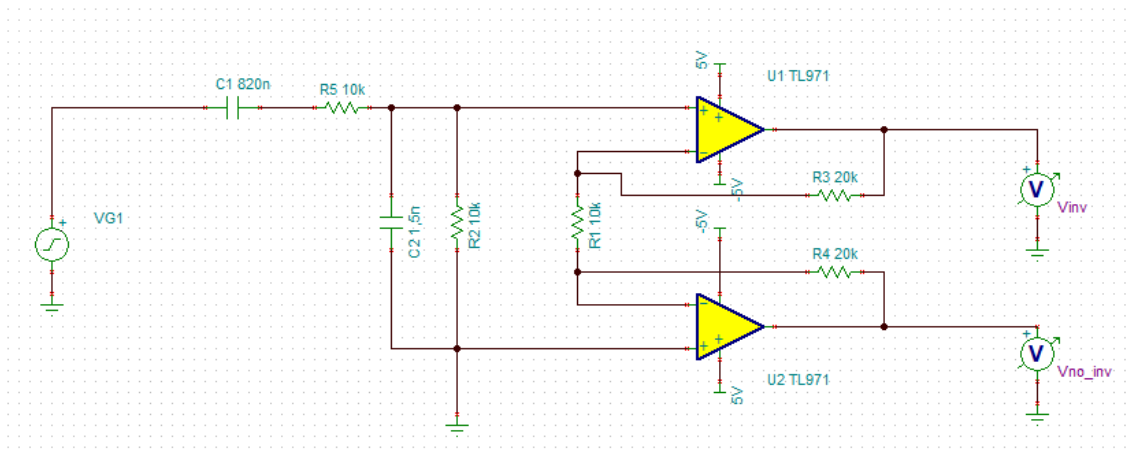 5V
U1 TL971
C1 820n
R5 10k
+
+
-
-5V
R3 20k
+
V
Vinv
VG1
+
C2 1,5n
R2 10k
R1 10k
-5V
R4 20k
-
+
+
+
V
Vno_inv
U2 TL971
5V